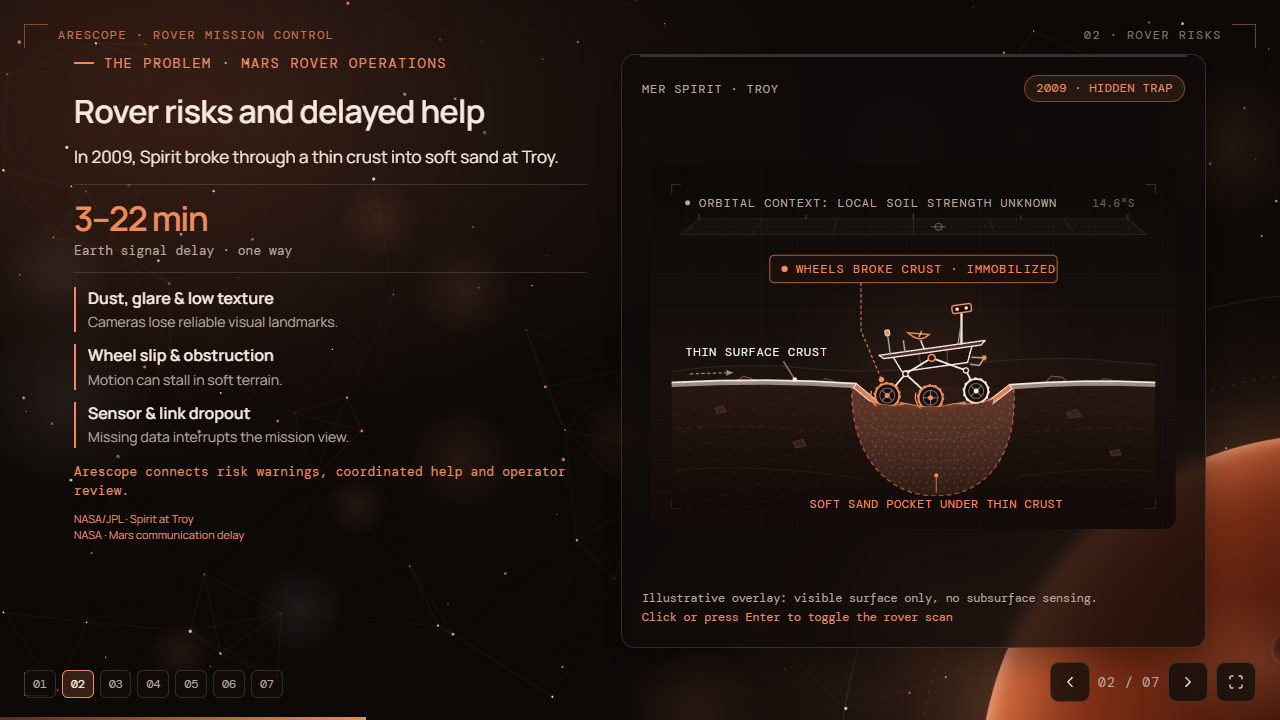 ARESCOPE · ROVER MISSION CONTROL
02 · ROVER RISKS
THE PROBLEM · MARS ROVER OPERATIONS
Rover risks and delayed help
In 2009, Spirit broke through a thin crust into soft sand at Troy.
3–22 min
Earth signal delay · one way
Dust, glare & low texture
Cameras lose reliable visual landmarks.
Wheel slip & obstruction
Motion can stall in soft terrain.
Sensor & link dropout
Missing data interrupts the mission view.
Arescope connects risk warnings, coordinated help and operator
review.
NASA/JPL · Spirit at Troy
NASA · Mars communication delay
MER SPIRIT · TROY
2009 · HIDDEN TRAP
ORBITAL CONTEXT: LOCAL SOIL STRENGTH UNKNOWN
14.6°S
WHEELS BROKE CRUST · IMMOBILIZED
THIN SURFACE CRUST
SOFT SAND POCKET UNDER THIN CRUST
Illustrative overlay: visible surface only, no subsurface sensing.
Click or press Enter to toggle the rover scan
01 02 03 04 05 06 07
02 / 07